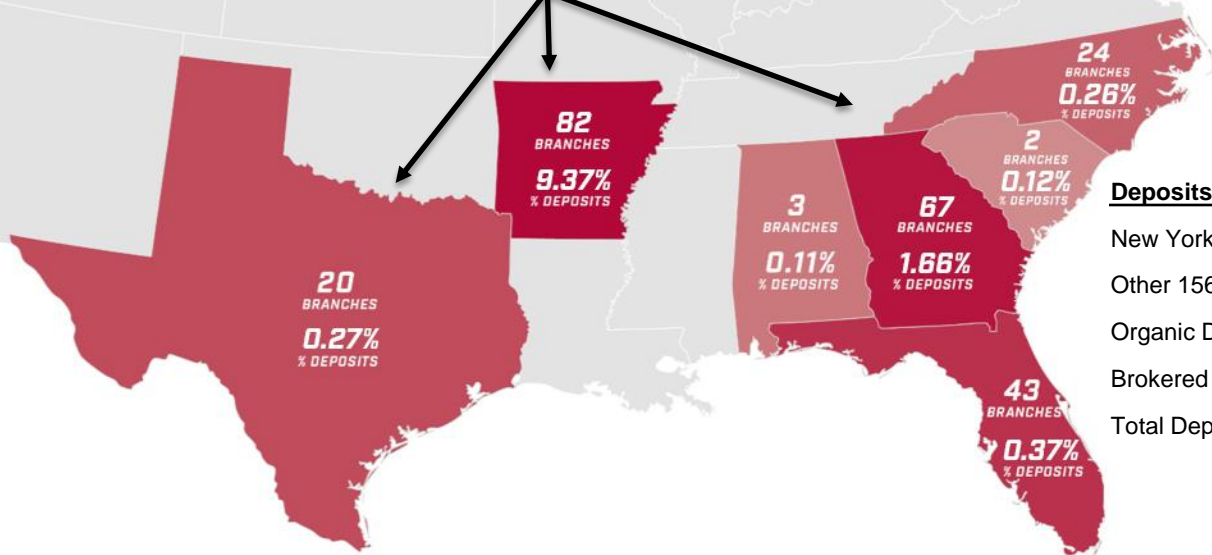 82
BRANCHES
9.37%
% DEPOSITS
20
BRANCHES
0.27%
% DEPOSITS
3
BRANCHES
0.11%
% DEPOSITS
67
BRANCHES
1.66%
% DEPOSITS
24
BRANCHES
0.26%
% DEPOSITS
2
BRANCHES
0.12%
% DEPOSITS
43
BRANCHES
0.37%
% DEPOSITS
Deposits
New York
Other 156
Organic D
Brokered
Total Dep